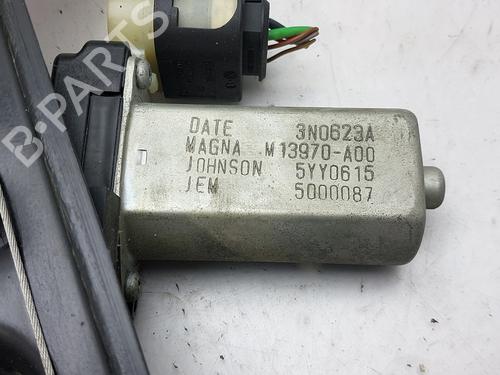 B-PARTS
DATE 3N0623A
MAGNA M13970-A00
JOHNSON 5YY0615
JEM 5000087